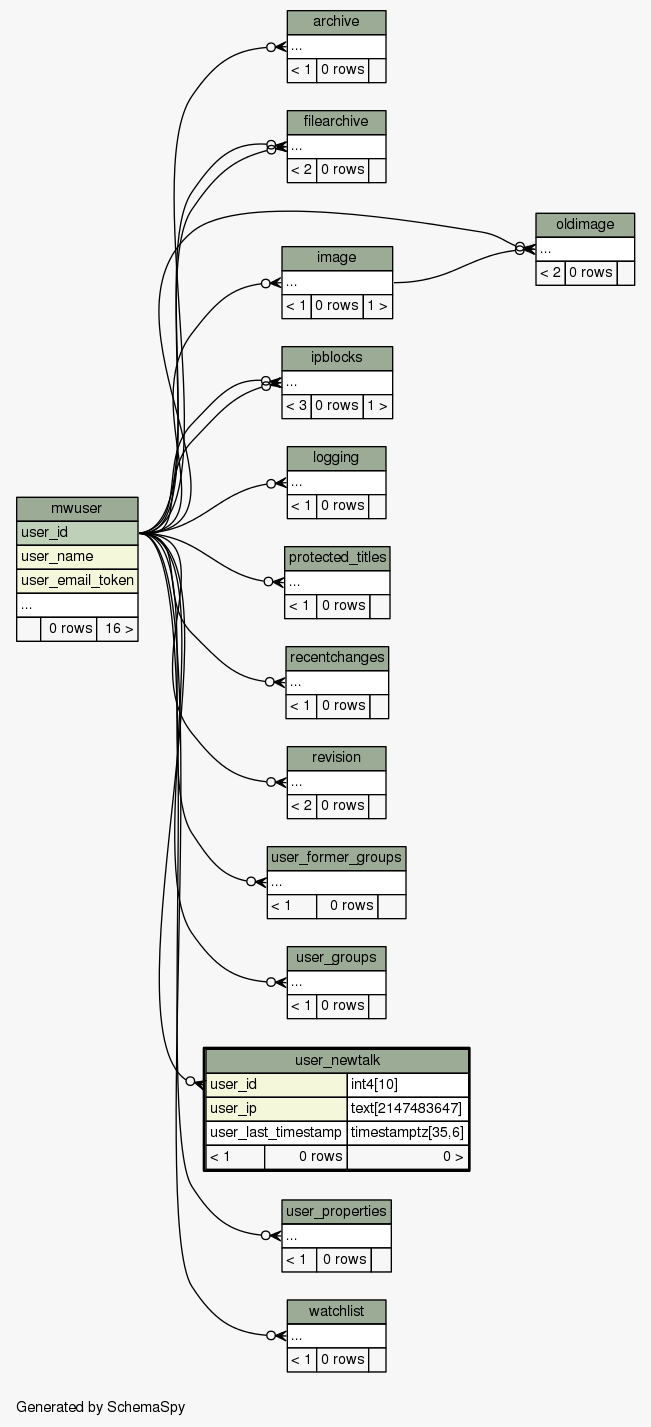 archive
...
< 1 0 rows
filearchive
...
< 2 0 rows
oldimage
...
< 2 0 rows
image
...
< 1 0 rows 1 >
ipblocks
...
< 3 0 rows 1 >
logging
...
< 1 0 rows
mwuser
user_id
user_name
user_email_token
...
0 rows 16 >
protected_titles
...
< 1 0 rows
recentchanges
...
< 1 0 rows
revision
...
< 2 0 rows
user_former_groups
...
< 1 0 rows
user_groups
...
< 1 0 rows
user_newtalk
user_id int4[10]
user_ip text[2147483647]
user_last_timestamp timestamptz[35,6]
< 1 0 rows 0 >
user_properties
...
< 1 0 rows
watchlist
...
< 1 0 rows
Generated by SchemaSpy